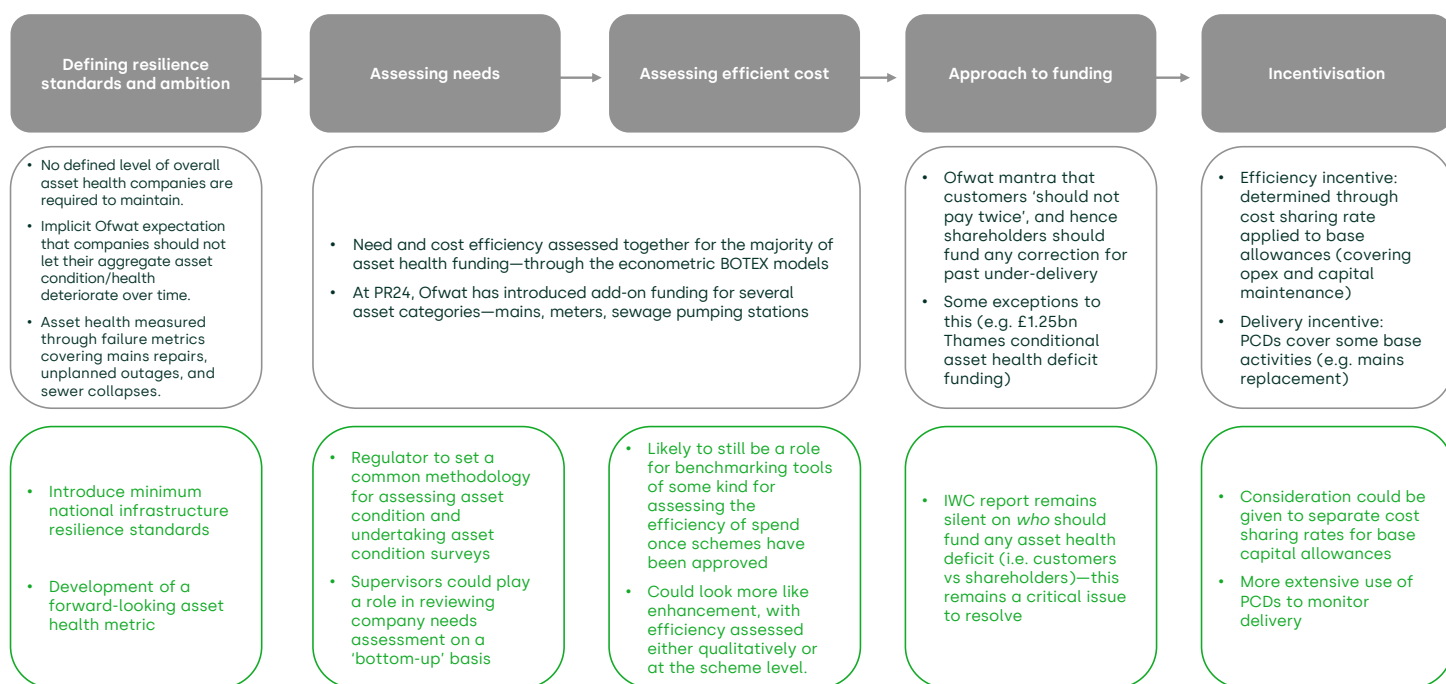 Defining resilience
standards and ambition
Assessing needs
Assessing efficient cost
Approach to funding
Incentivisation
• No defined level of overall
asset health companies are
required to maintain.
• Implicit Ofwat expectation
that companies should not
let their aggregate asset
condition/health
deteriorate over time.
• Asset health measured
through failure metrics
covering mains repairs,
unplanned outages, and
sewer collapses.
• Need and cost efficiency assessed together for the majority of
asset health funding—through the econometric BOTEX models
• At PR24, Ofwat has introduced add-on funding for several
asset categories—mains, meters, sewage pumping stations
• Ofwat mantra that
customers ‘should not
pay twice’, and hence
shareholders should
fund any correction for
past under-delivery
• Some exceptions to
this (e.g. £1.25bn
Thames conditional
asset health deficit
funding)
• Efficiency incentive:
determined through
cost sharing rate
applied to base
allowances (covering
opex and capital
maintenance)
• Delivery incentive:
PCDs cover some base
activities (e.g. mains
replacement)
• Introduce minimum
national infrastructure
resilience standards
• Development of a
forward-looking asset
health metric
• Regulator to set a
common methodology
for assessing asset
condition and
undertaking asset
condition surveys
• Supervisors could play
a role in reviewing
company needs
assessment on a
‘bottom-up’ basis
• Likely to still be a role
for benchmarking tools
of some kind for
assessing the
efficiency of spend
once schemes have
been approved
• Could look more like
enhancement, with
efficiency assessed
either qualitatively or
at the scheme level.
• IWC report remains
silent on who should
fund any asset health
deficit (i.e. customers
vs shareholders)—this
remains a critical issue
to resolve
• Consideration could be
given to separate cost
sharing rates for base
capital allowances
• More extensive use of
PCDs to monitor
delivery